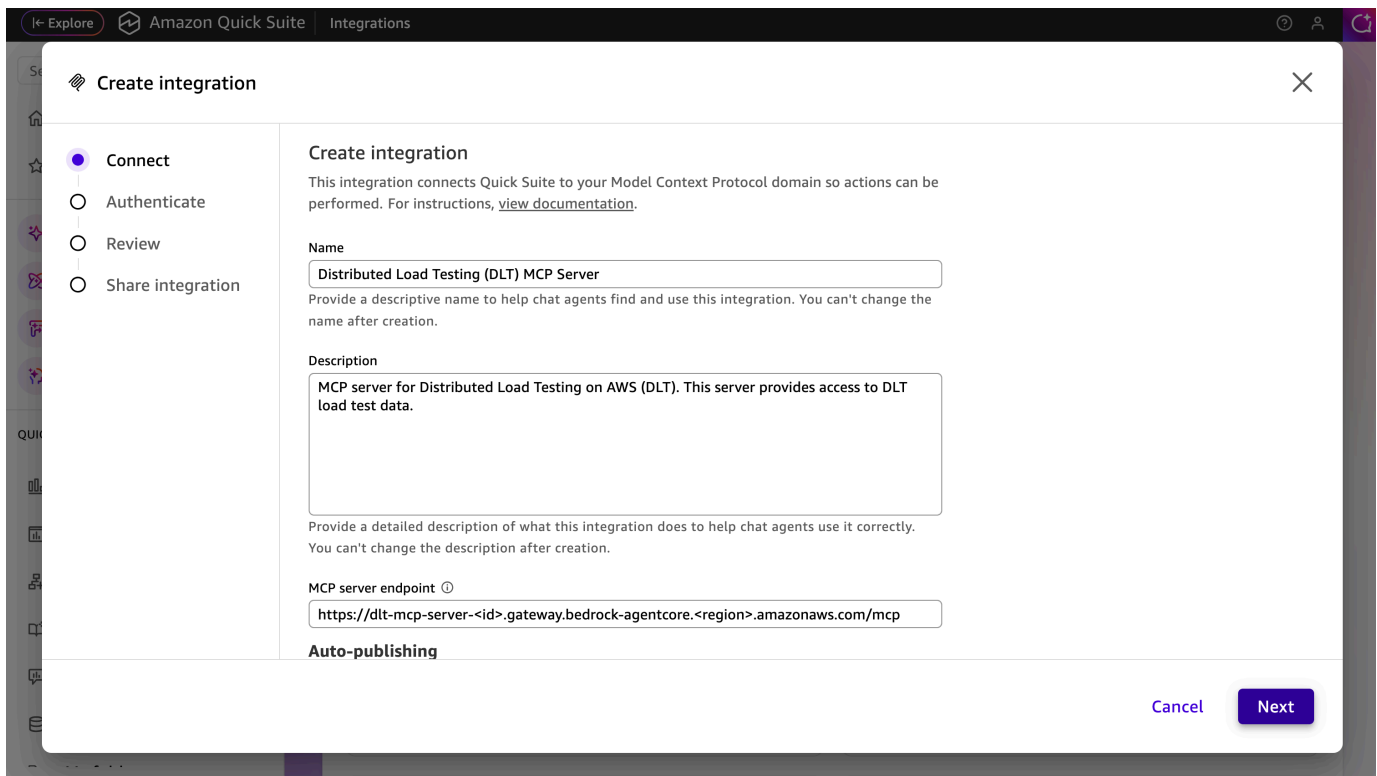 Explore
Amazon Quick Suite
Integrations
Create integration
Connect
Authenticate
Review
Share integration
Create integration
This integration connects Quick Suite to your Model Context Protocol domain so actions can be
performed. For instructions, view documentation.
Name
Distributed Load Testing (DLT) MCP Server
Provide a descriptive name to help chat agents find and use this integration. You can't change the
name after creation.
Description
MCP server for Distributed Load Testing on AWS (DLT). This server provides access to DLT
load test data.
Provide a detailed description of what this integration does to help chat agents use it correctly.
You can't change the description after creation.
MCP server endpoint
https://dlt-mcp-server-<id>.gateway.bedrock-agentcore.<region>.amazonaws.com/mcp
Auto-publishing
Cancel
Next